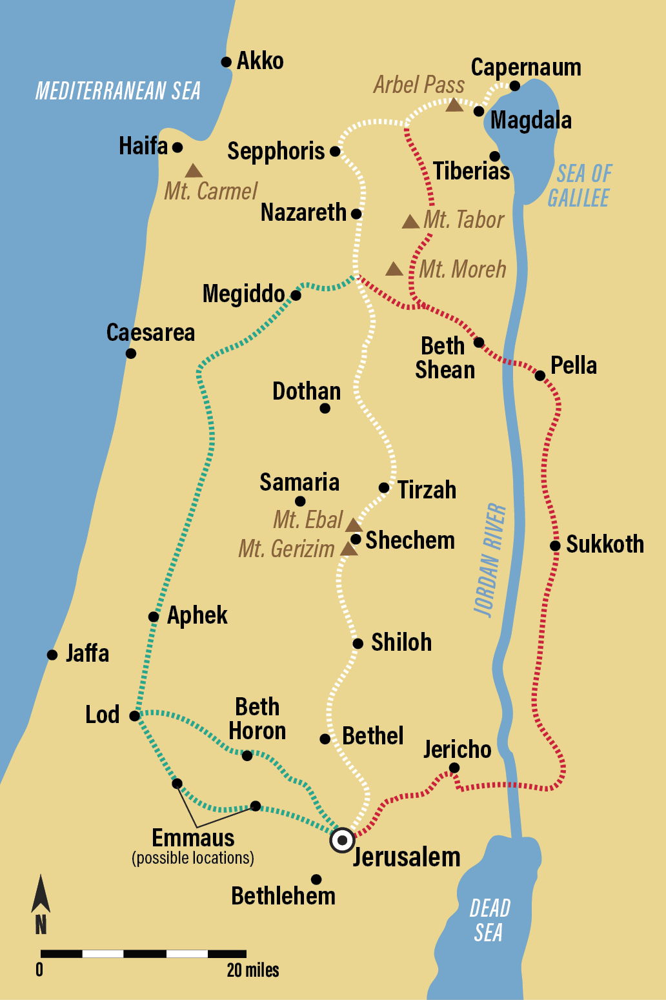 Akko
Capernaum
MEDITERRANEAN SEA
Arbel Pass
Magdala
Haifa
Sepphoris
Tiberias
SEA OF
GALILEE
Mt. Carmel
Nazareth
Mt. Tabor
Mt. Moreh
Megiddo
Caesarea
Beth
Shean
Pella
Dothan
Samaria
Tirzah
Mt. Ebal
Shechem
Mt. Gerizim
JORDAN RIVER
Sukkoth
Aphek
Shiloh
Jaffa
Lod
Beth
Horon
Bethel
Jericho
Emmaus
(possible locations)
Jerusalem
Bethlehem
DEAD
SEA
N
0
20 miles